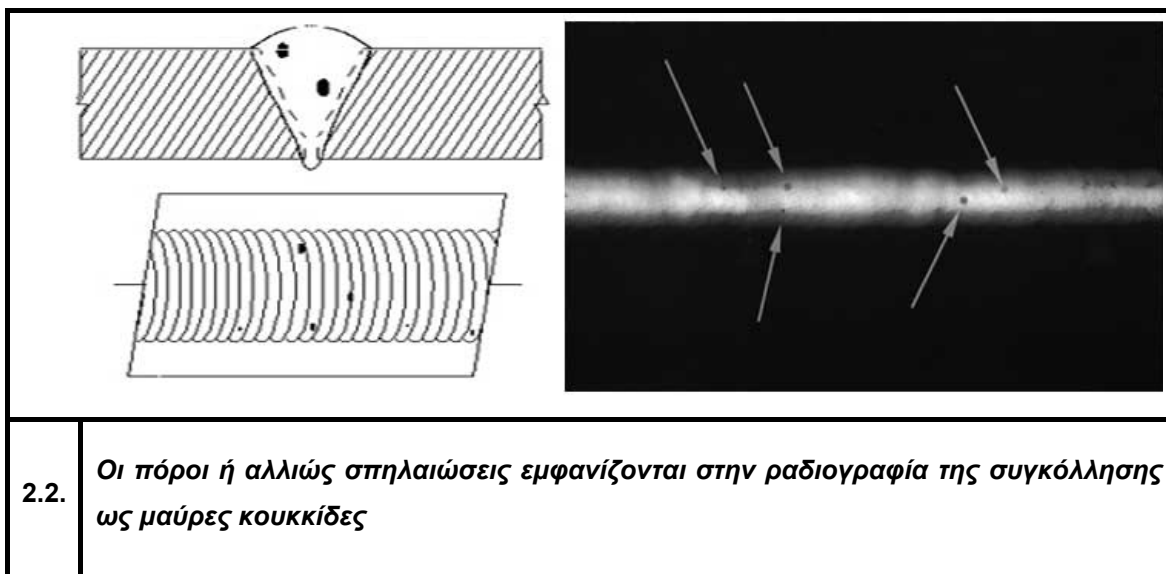 2.2.
Οι πόροι ή αλλιώς σπηλαιώσεις εμφανίζονται στην ραδιογραφία της συγκόλλησης
ως μαύρες κουκκίδες